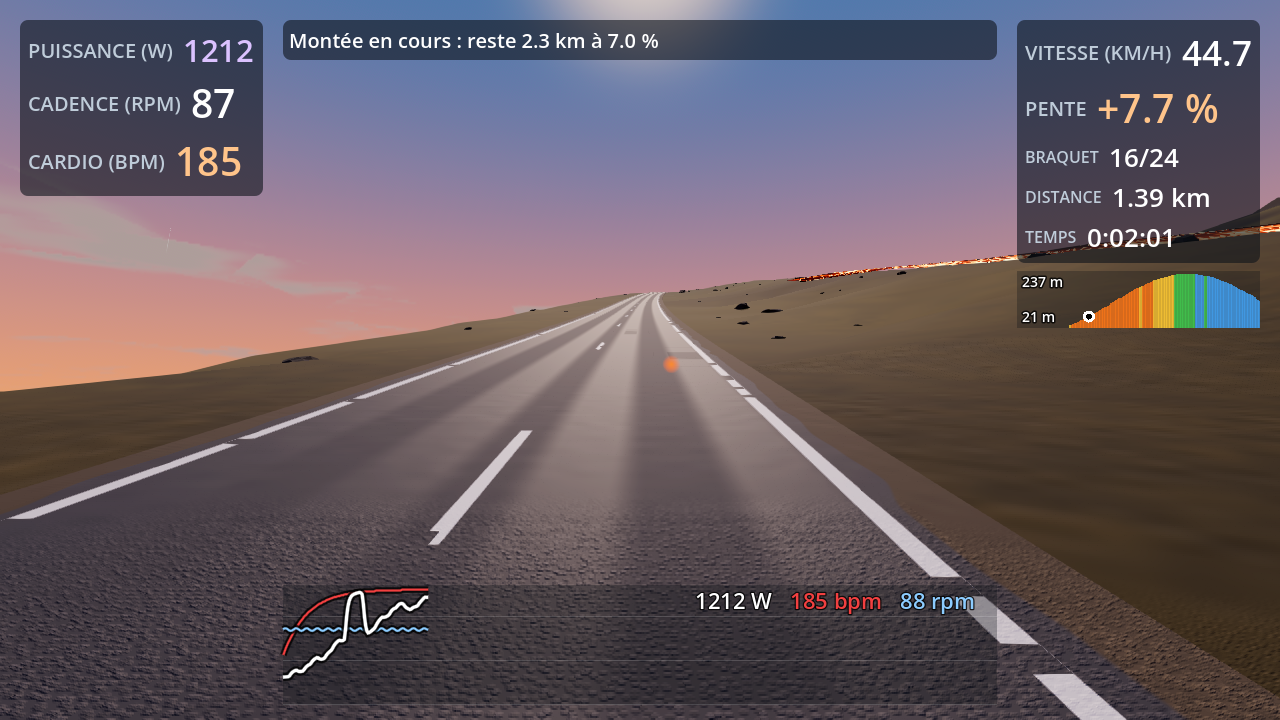 PUISSANCE (W) 1212
CADENCE (RPM) 87
CARDIO (BPM) 185
Montée en cours : reste 2.3 km à 7.0 %
VITESSE (KM/H) 44.7
PENTE +7.7 %
BRAQUET 16/24
DISTANCE 1.39 km
TEMPS 0:02:01
237 m
21 m
1212 W 185 bpm 88 rpm